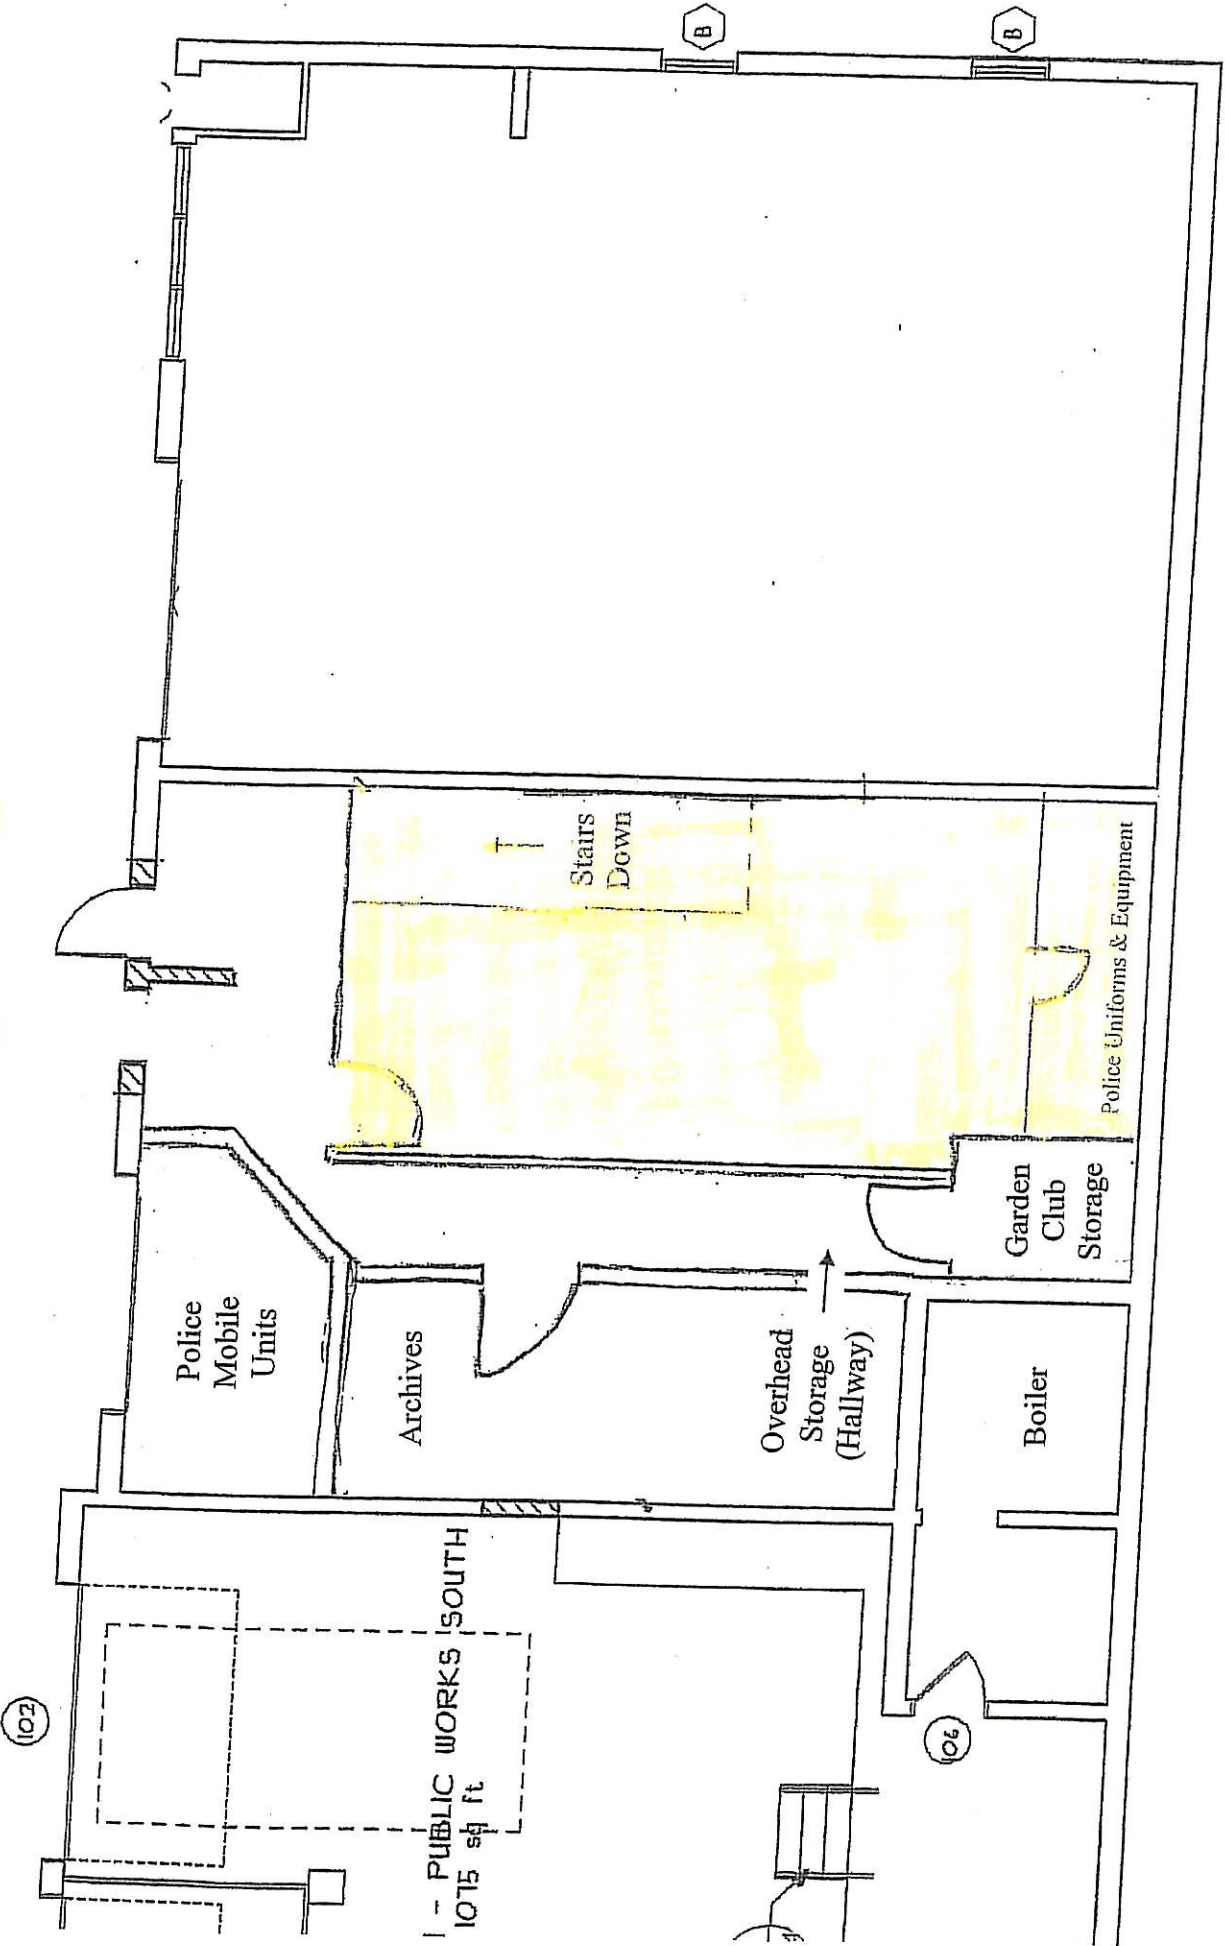 B
B
Stairs
Down
Police Uniforms & Equipment
Garden
Club
Storage
Police
Mobile
Units
Archives
Overhead
Storage
(Hallway)
Boiler
102
1 - PUBLIC WORKS SOUTH
1075 sq ft
106